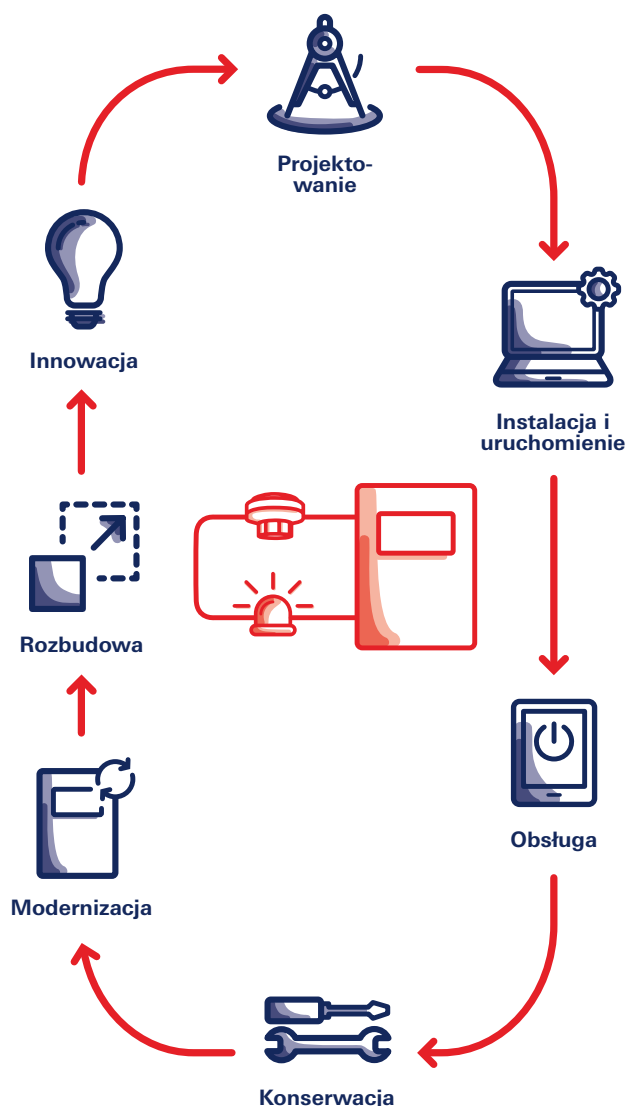 Projekto-
wanie
Innowacja
Instalacja i
uruchomienie
Rozbudowa
Obsługa
Modernizacja
Konserwacja